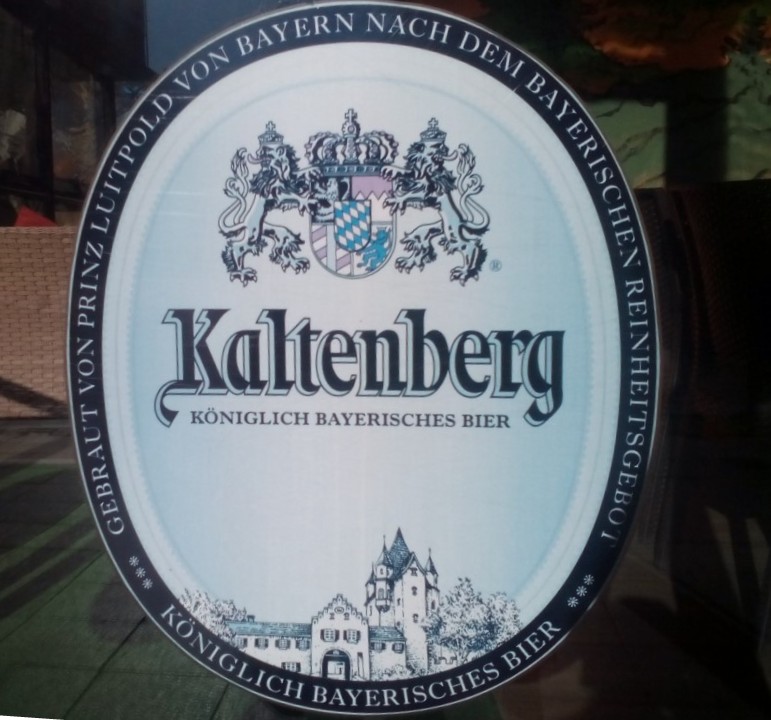 GEBRAUT VON PRINZ LUITPOLD VON BAYERN NACH DEM BAYERISCHEN REINHEITSGEBOT
®
Kaltenberg
KÖNIGLICH BAYERISCHES BIER
*** KÖNIGLICH BAYERISCHES BIER ***